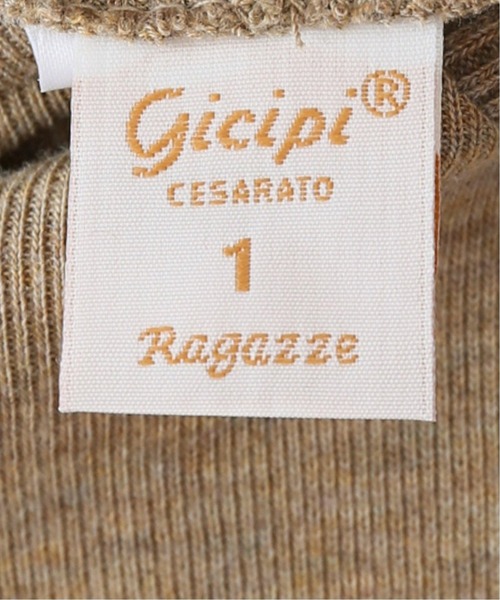 Gicipi®
CESARATO
1
Ragazze